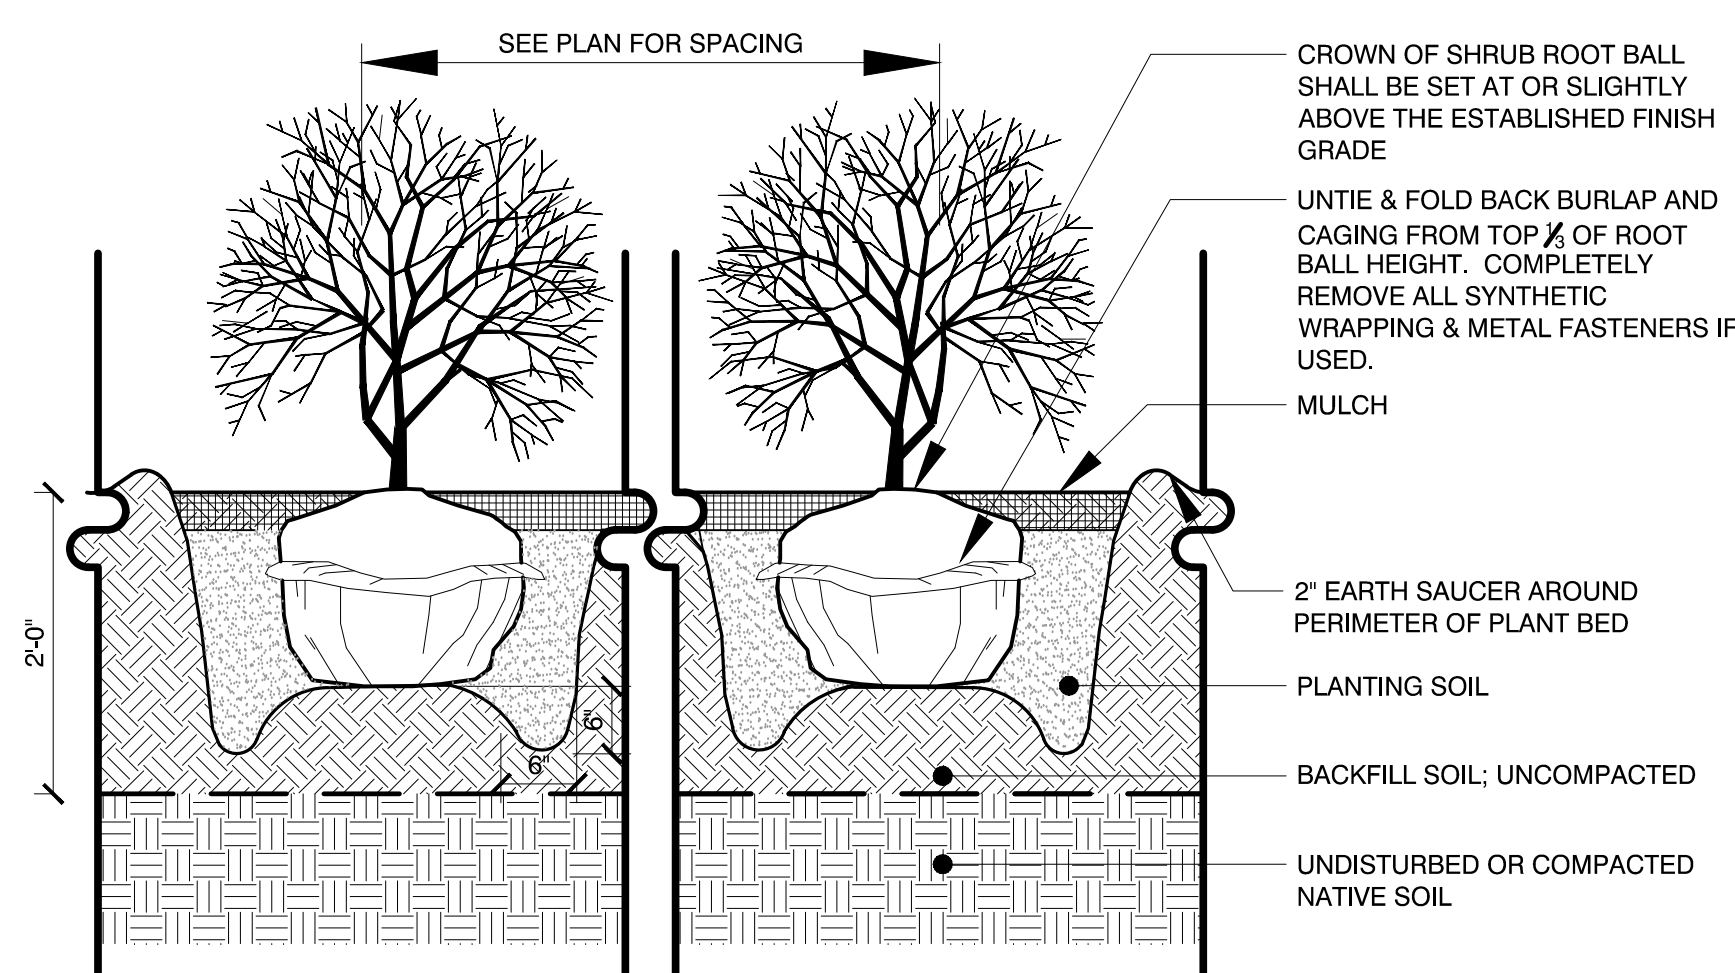 SEE PLAN FOR SPACING
CROWN OF SHRUB ROOT BALL
SHALL BE SET AT OR SLIGHTLY
ABOVE THE ESTABLISHED FINISH
GRADE
UNTIE & FOLD BACK BURLAP AND
CAGING FROM TOP 1/3 OF ROOT
BALL HEIGHT.  COMPLETELY
REMOVE ALL SYNTHETIC
WRAPPING & METAL FASTENERS IF
USED.
MULCH
2" EARTH SAUCER AROUND
PERIMETER OF PLANT BED
2'-0"
PLANTING SOIL
6"
6"
BACKFILL SOIL; UNCOMPACTED
UNDISTURBED OR COMPACTED
NATIVE SOIL